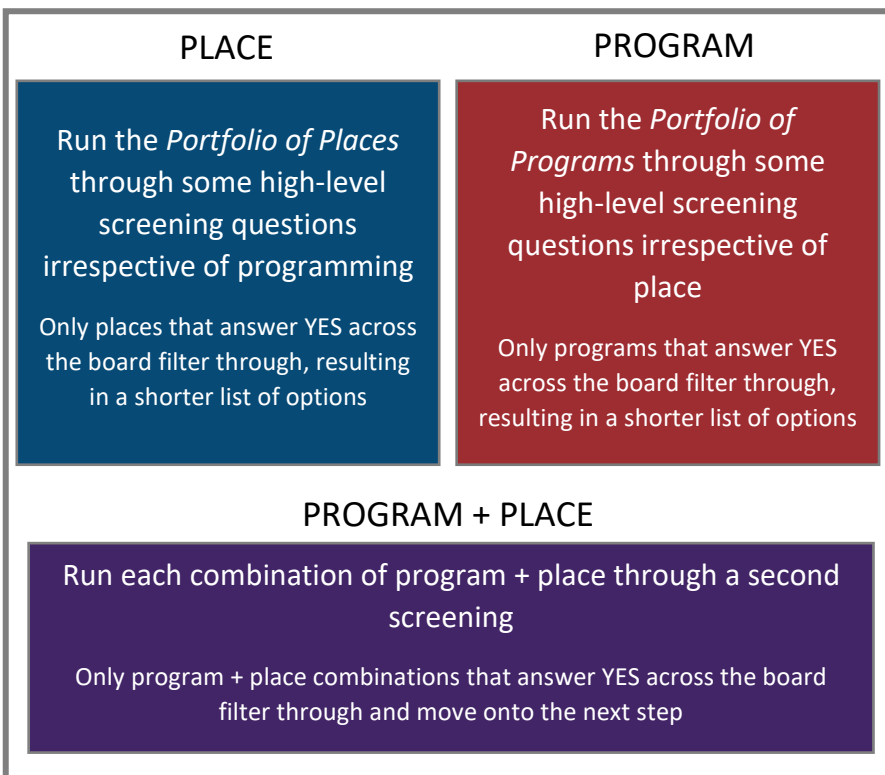 PLACE
Run the Portfolio of Places
through some high-level
screening questions
irrespective of programming
Only places that answer YES across
the board filter through, resulting
in a shorter list of options
PROGRAM
Run the Portfolio of
Programs through some
high-level screening
questions irrespective of
place
Only programs that answer YES
across the board filter through,
resulting in a shorter list of options
PROGRAM + PLACE
Run each combination of program + place through a second
screening
Only program + place combinations that answer YES across the board
filter through and move onto the next step